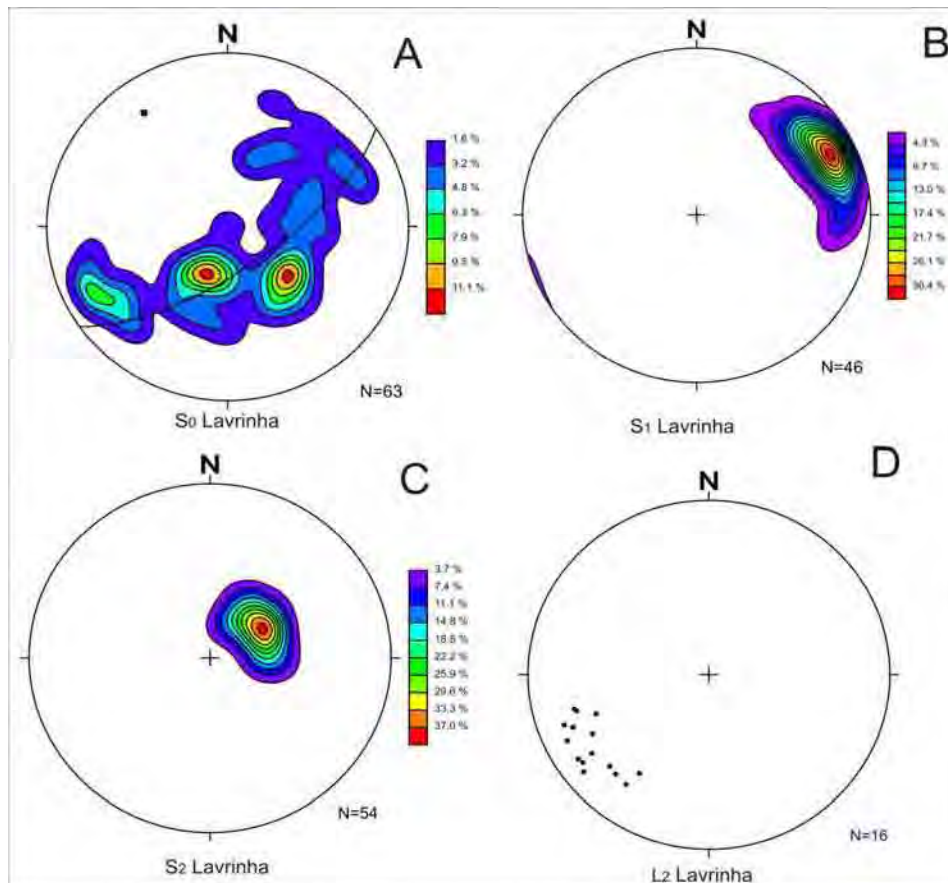 N
A
1.6 %
3.2 %
4.8 %
6.3 %
7.9 %
9.5 %
11.1 %
N=63
S0 Lavrinha
N
B
4.3 %
8.7 %
13.0 %
17.4 %
21.7 %
26.1 %
30.4 %
N=46
S1 Lavrinha
N
C
3.7 %
7.4 %
11.1 %
14.8 %
18.5 %
22.2 %
25.9 %
29.6 %
33.3 %
37.0 %
N=54
S2 Lavrinha
N
D
N=16
L2 Lavrinha